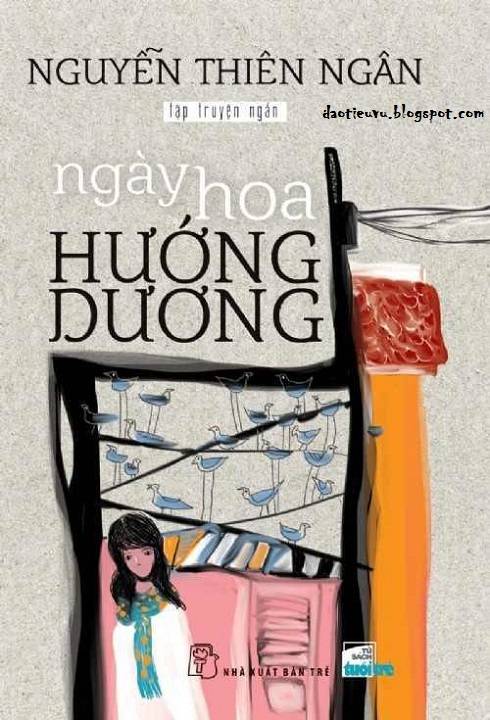 NGUYỄN THIÊN NGÂN
tập truyện ngắn
daotieuvu.blogspot.com
ngày hoa
HƯỚNG
DƯƠNG
NHÀ XUẤT BẢN TRẺ
TỦ
SÁCH
tuổi trẻ